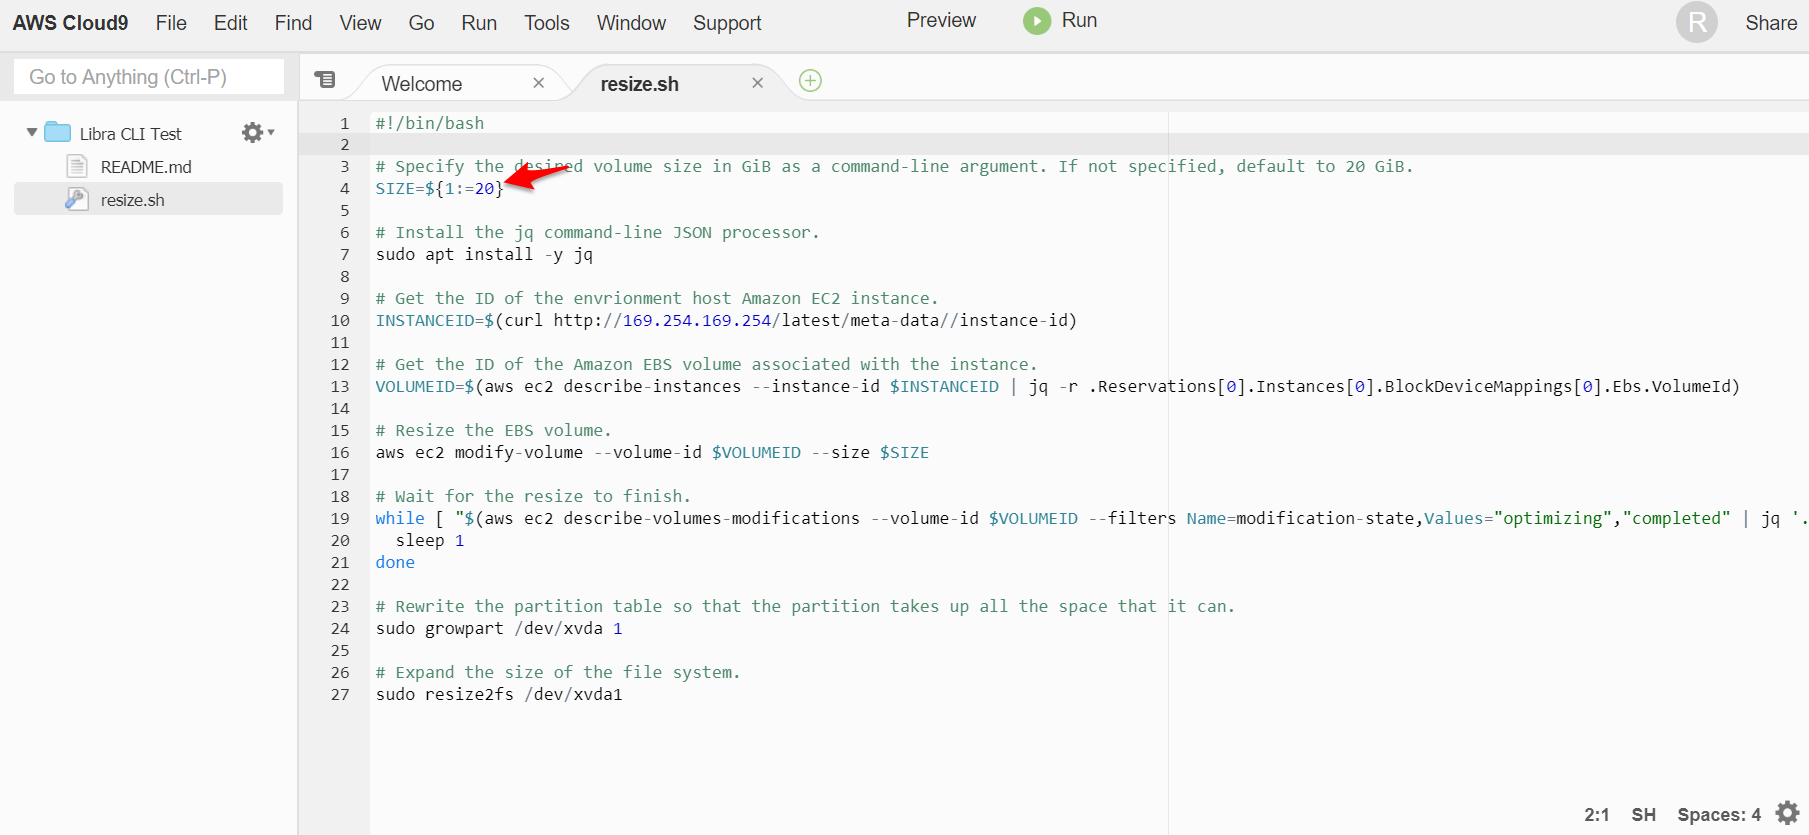 AWS Cloud9 File Edit Find View Go Run Tools Window Support Preview Run R Share
Go to Anything (Ctrl-P)
Welcome
resize.sh
Libra CLI Test
README.md
resize.sh
1 #!/bin/bash
2
3 # Specify the desired volume size in GiB as a command-line argument. If not specified, default to 20 GiB.
4 SIZE=${1:=20}
5
6 # Install the jq command-line JSON processor.
7 sudo apt install -y jq
8
9 # Get the ID of the envrionment host Amazon EC2 instance.
10 INSTANCEID=$(curl http://169.254.169.254/latest/meta-data//instance-id)
11
12 # Get the ID of the Amazon EBS volume associated with the instance.
13 VOLUMEID=$(aws ec2 describe-instances --instance-id $INSTANCEID | jq -r .Reservations[0].Instances[0].BlockDeviceMappings[0].Ebs.VolumeId)
14
15 # Resize the EBS volume.
16 aws ec2 modify-volume --volume-id $VOLUMEID --size $SIZE
17
18 # Wait for the resize to finish.
19 while [ "$(aws ec2 describe-volumes-modifications --volume-id $VOLUMEID --filters Name=modification-state,Values="optimizing","completed" | jq '.
20 sleep 1
21 done
22
23 # Rewrite the partition table so that the partition takes up all the space that it can.
24 sudo growpart /dev/xvda 1
25
26 # Expand the size of the file system.
27 sudo resize2fs /dev/xvda1
2:1 SH Spaces: 4